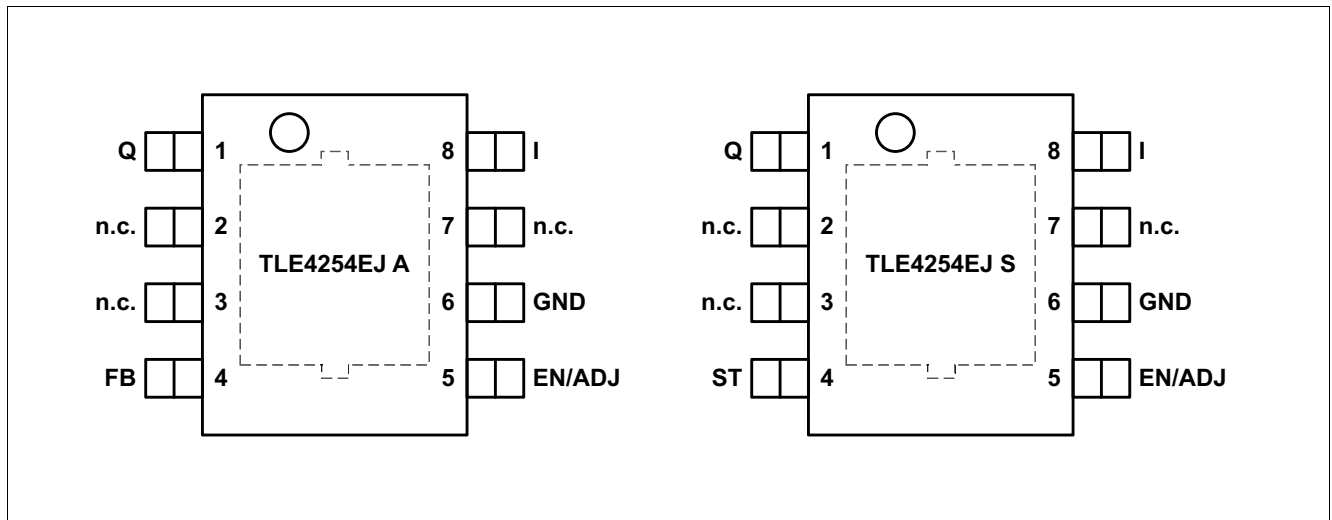 Q 1 8 I
n.c. 2 7 n.c.
TLE4254EJ A
n.c. 3 6 GND
FB 4 5 EN/ADJ
Q 1 8 I
n.c. 2 7 n.c.
TLE4254EJ S
n.c. 3 6 GND
ST 4 5 EN/ADJ